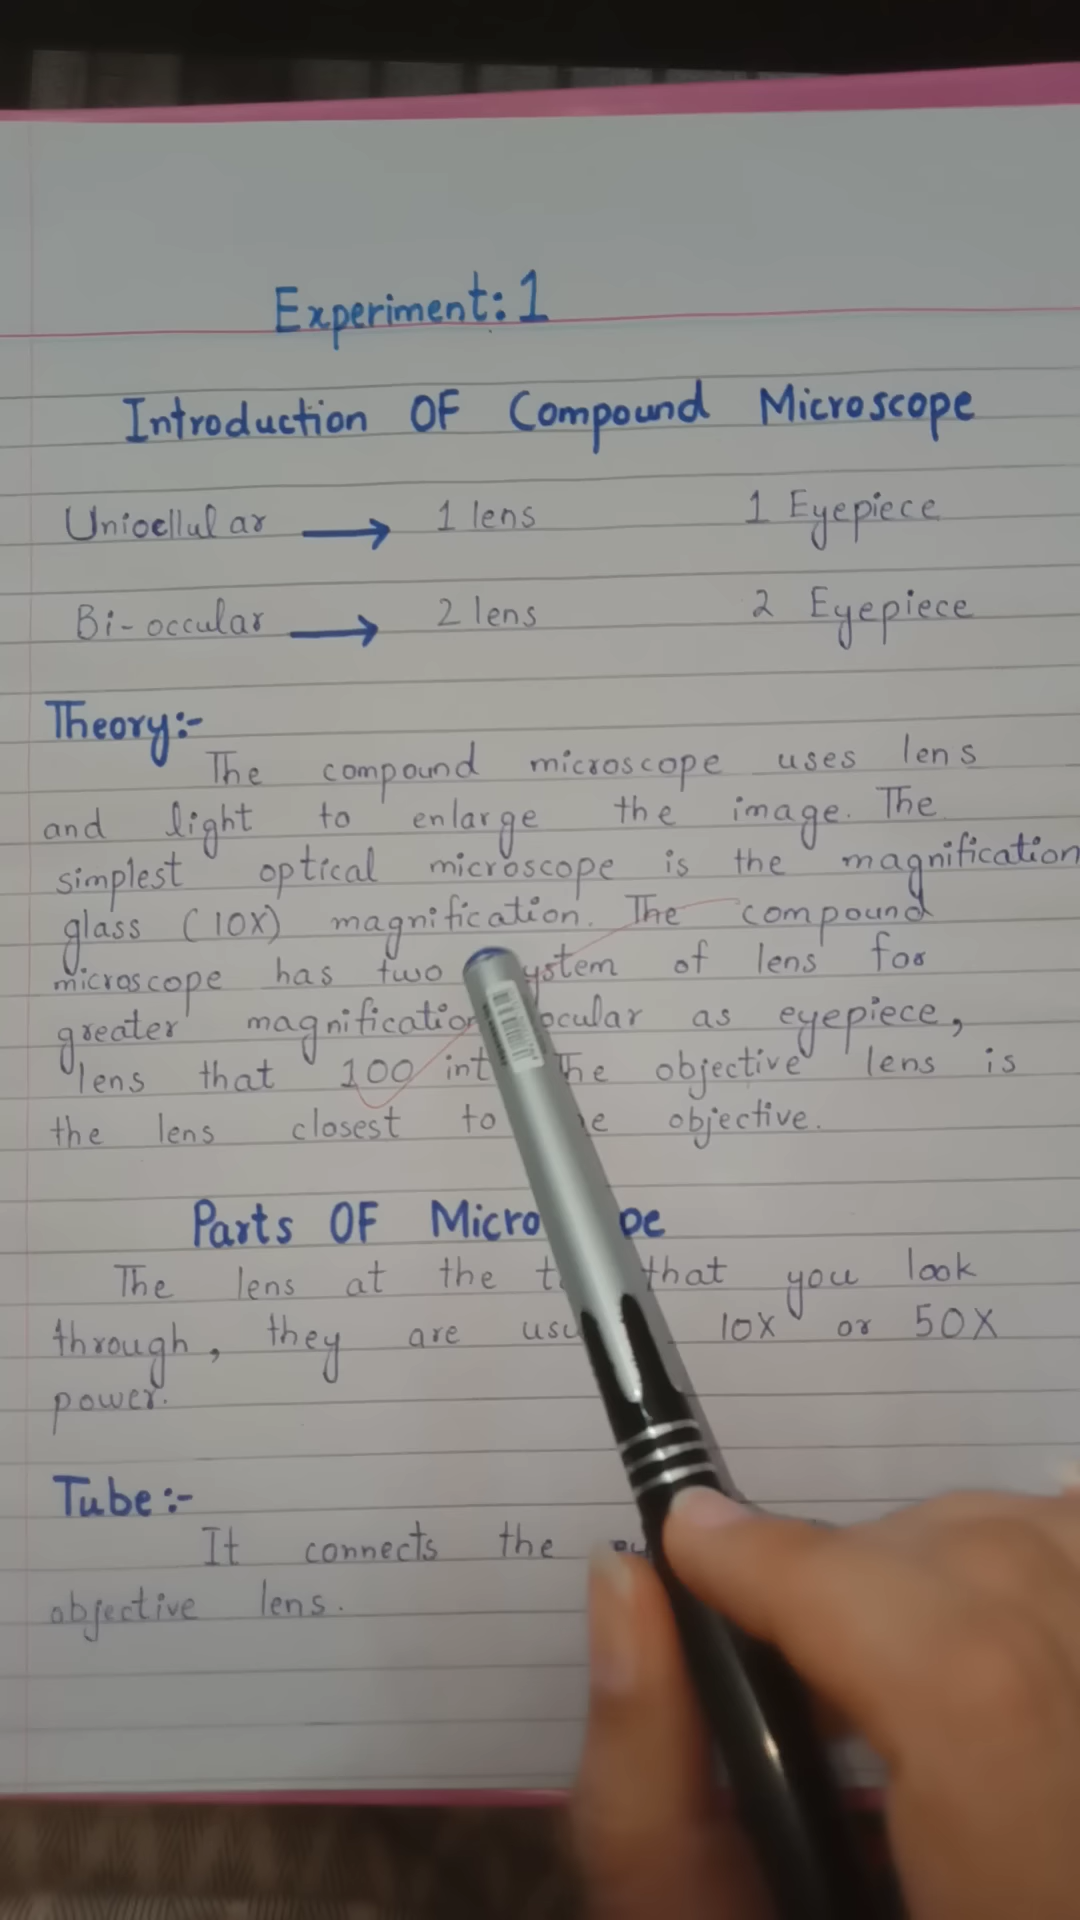 Experiment: 1
Introduction OF Compound Microscope
Uniocllular → 1 lens 1 Eyepiece
Bi-occular → 2 lens 2 Eyepiece
Theory:-
The compound microscope uses lens
and light to enlarge the image. The
simplest optical microscope is the magnification
glass (10X) magnification. The compound
microscope has two ystem of lens for
greater magnification ocular as eyepiece,
lens that 100 int The objective lens is
the lens closest to objective.
Parts OF Micro pe
The lens at the that you look
through, they are 10X or 50X
power.
Tube:-
It connects the
objective lens.